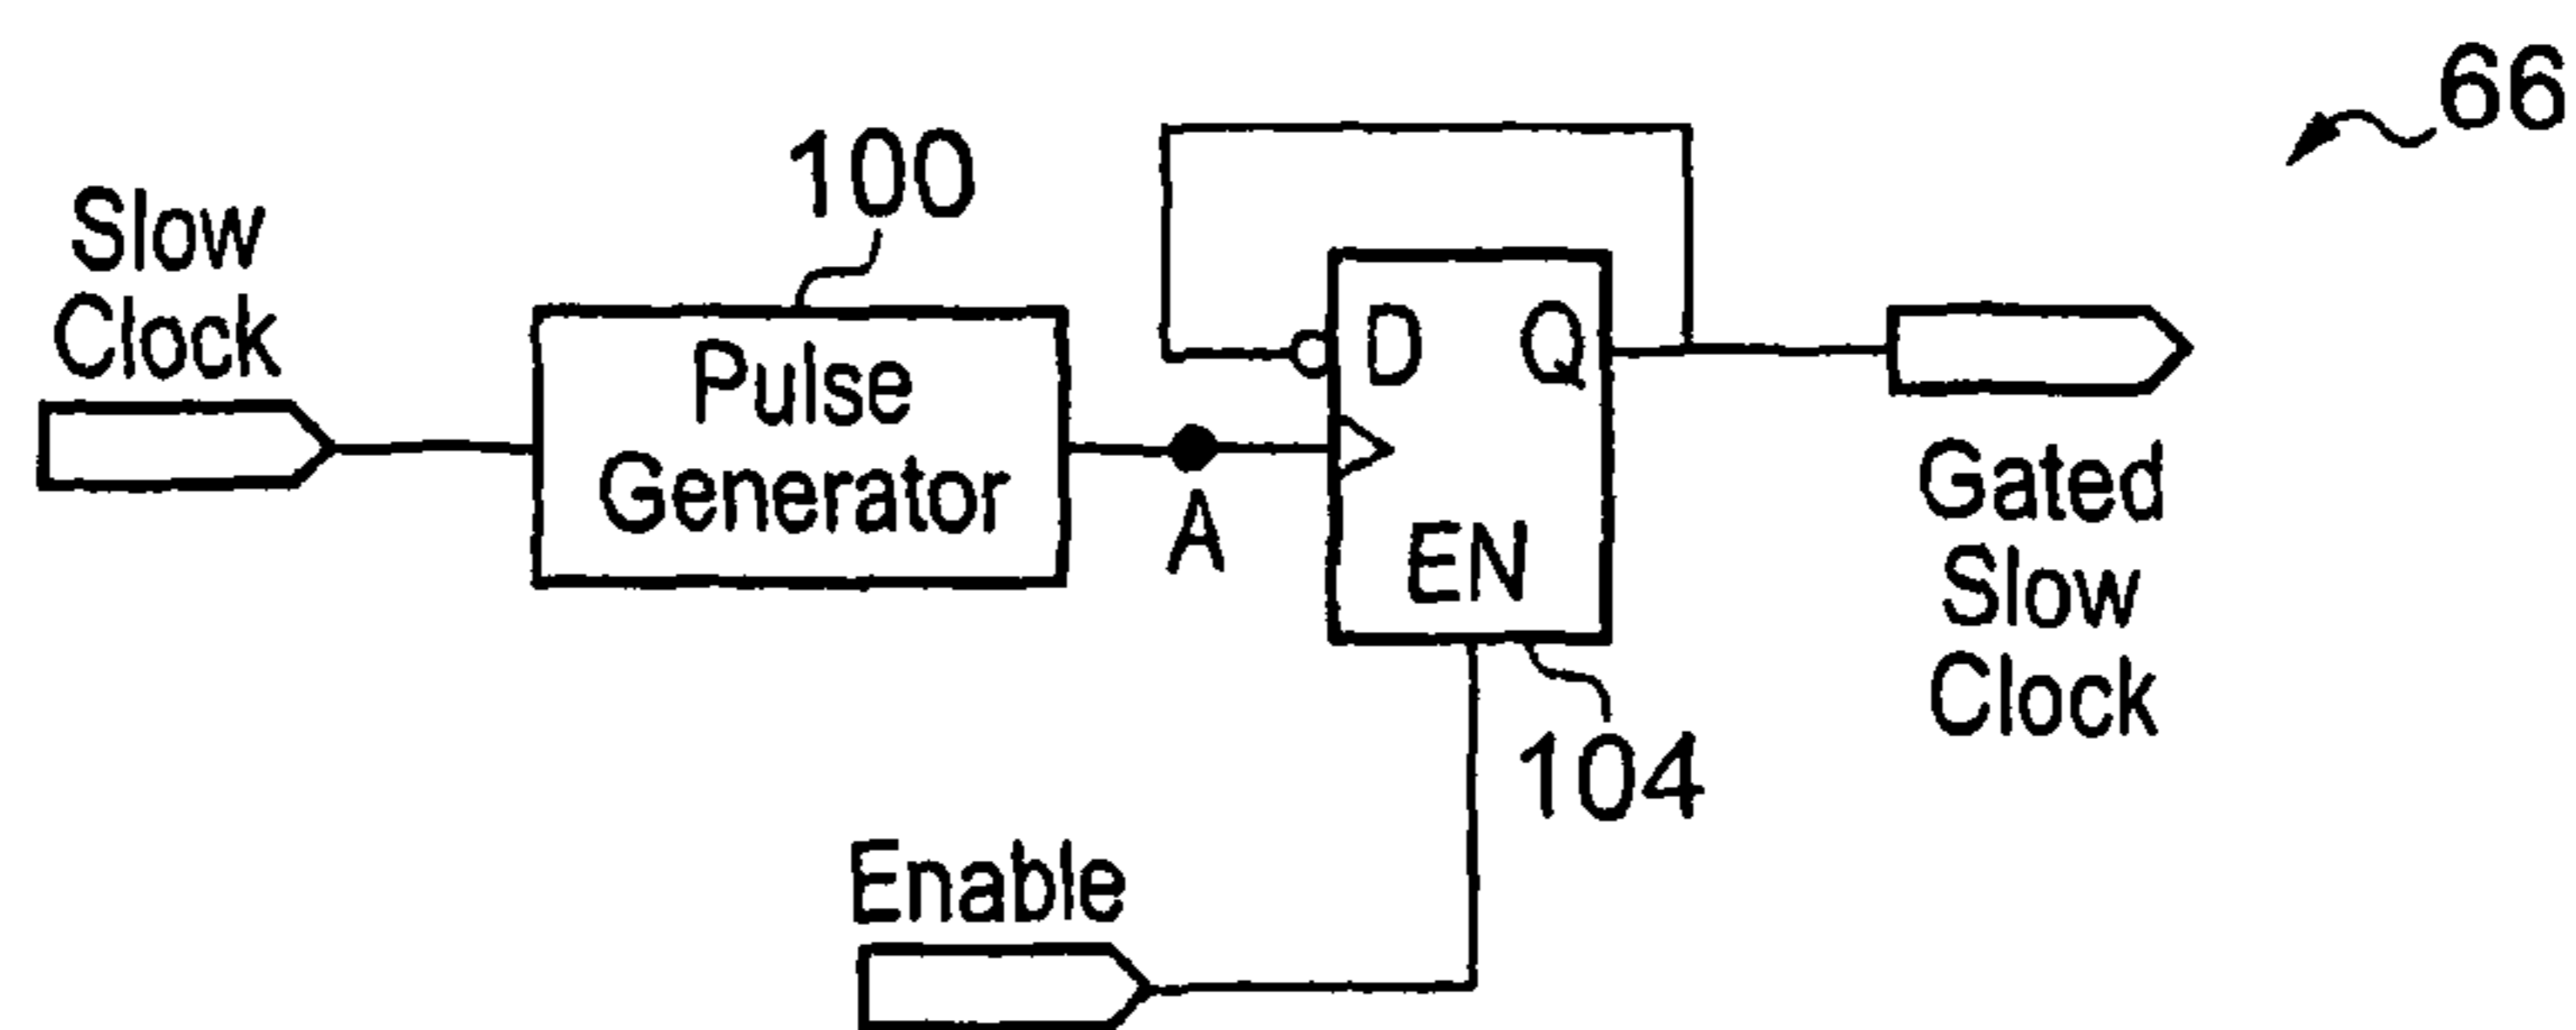 66
100
Slow
Clock
Pulse
Generator
A
D Q
EN
104
Gated
Slow
Clock
Enable